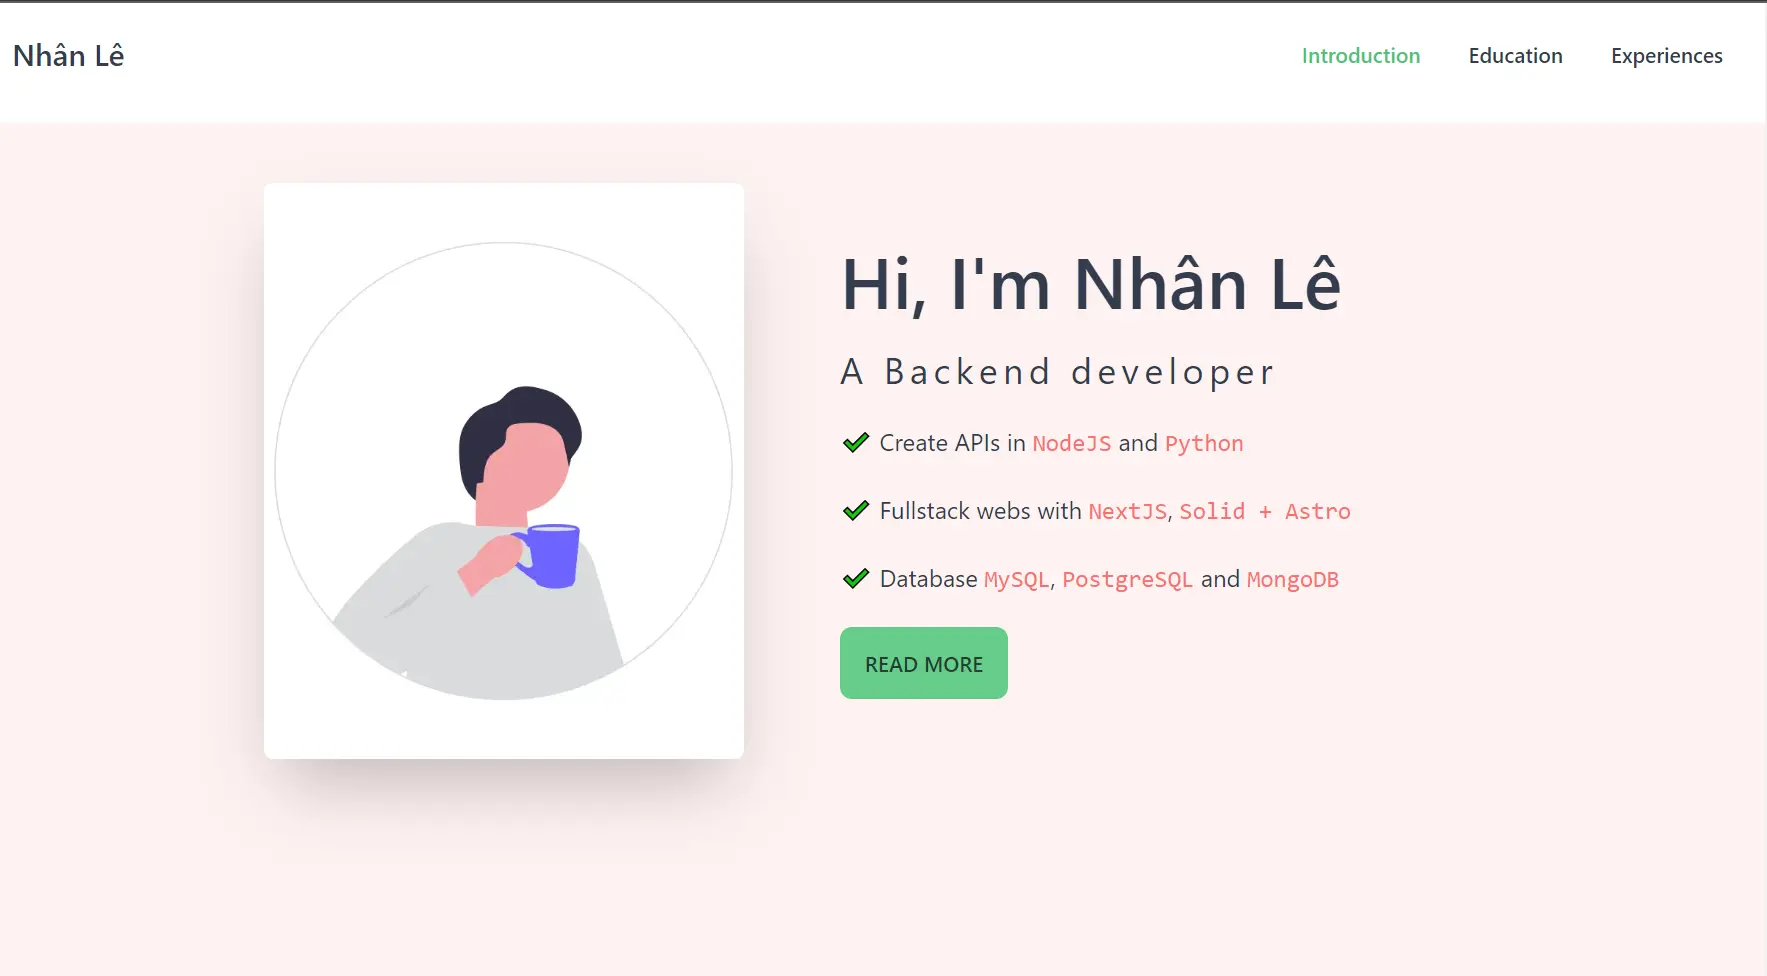 Nhân Lê
Introduction Education Experiences
Hi, I'm Nhân Lê
A Backend developer
Create APIs in NodeJS and Python
Fullstack webs with NextJS, Solid + Astro
Database MySQL, PostgreSQL and MongoDB
READ MORE